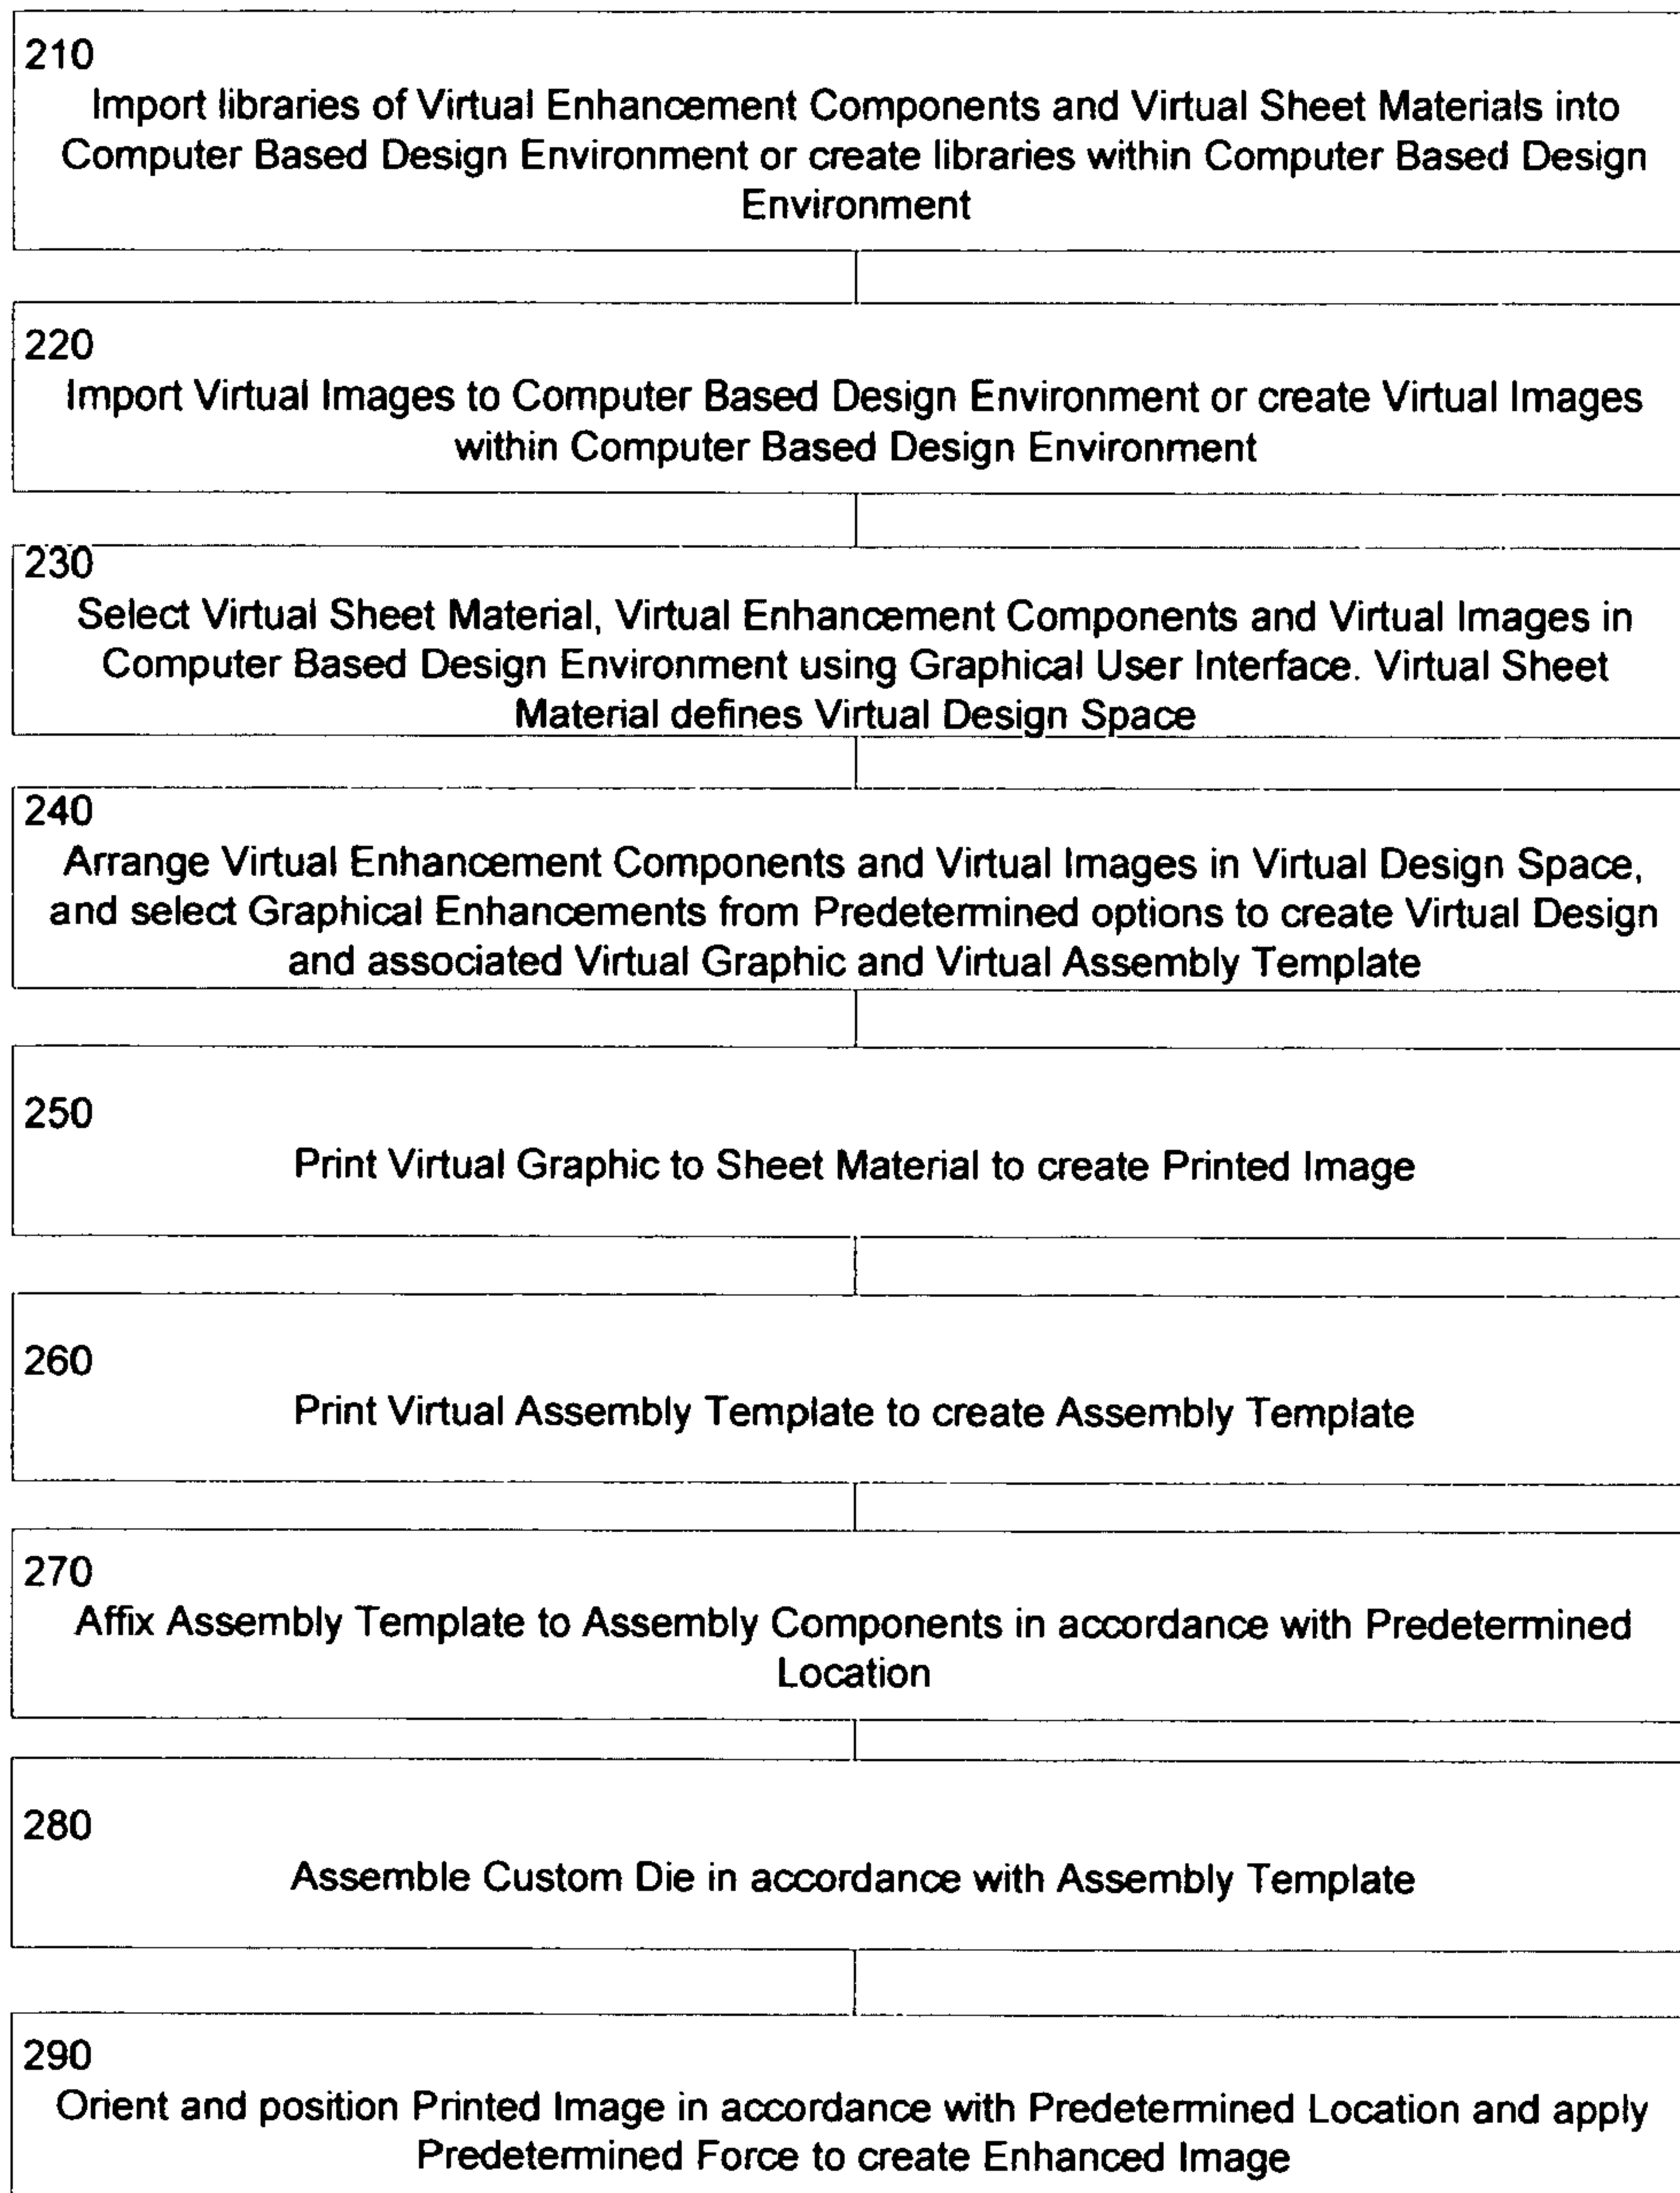 210
Import libraries of Virtual Enhancement Components and Virtual Sheet Materials into
Computer Based Design Environment or create libraries within Computer Based Design
Environment
220
Import Virtual Images to Computer Based Design Environment or create Virtual Images
within Computer Based Design Environment
230
Select Virtual Sheet Material, Virtual Enhancement Components and Virtual Images in
Computer Based Design Environment using Graphical User Interface. Virtual Sheet
Material defines Virtual Design Space
240
Arrange Virtual Enhancement Components and Virtual Images in Virtual Design Space,
and select Graphical Enhancements from Predetermined options to create Virtual Design
and associated Virtual Graphic and Virtual Assembly Template
250
Print Virtual Graphic to Sheet Material to create Printed Image
260
Print Virtual Assembly Template to create Assembly Template
270
Affix Assembly Template to Assembly Components in accordance with Predetermined
Location
280
Assemble Custom Die in accordance with Assembly Template
290
Orient and position Printed Image in accordance with Predetermined Location and apply
Predetermined Force to create Enhanced Image